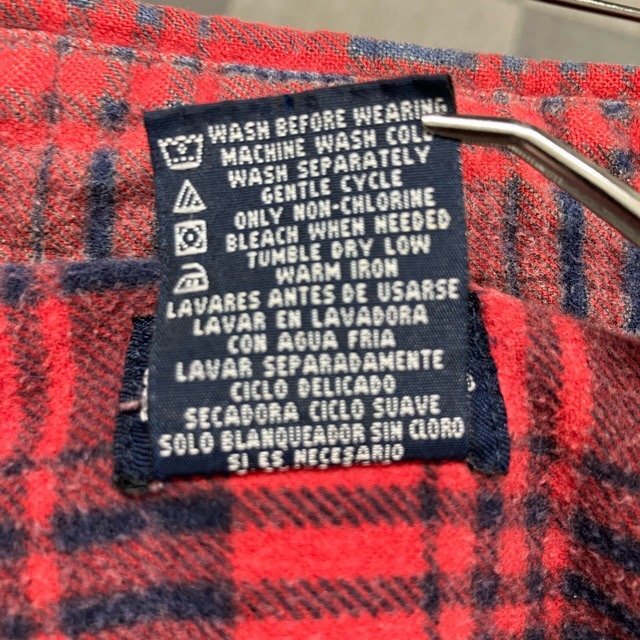 WASH BEFORE WEARING
MACHINE WASH COL
WASH SEPARATELY
GENTLE CYCLE
ONLY NON-CHLORINE
BLEACH WHEN NEEDED
TUMBLE DRY LOW
WARM IRON
LAVARES ANTES DE USARSE
LAVAR EN LAVADORA
CON AGUA FRIA
LAVAR SEPARADAMENTE
CICLO DELICADO
SECADORA CICLO SUAVE
SOLO BLANQUEADOR SIN CLORO
SI ES NECESARIO